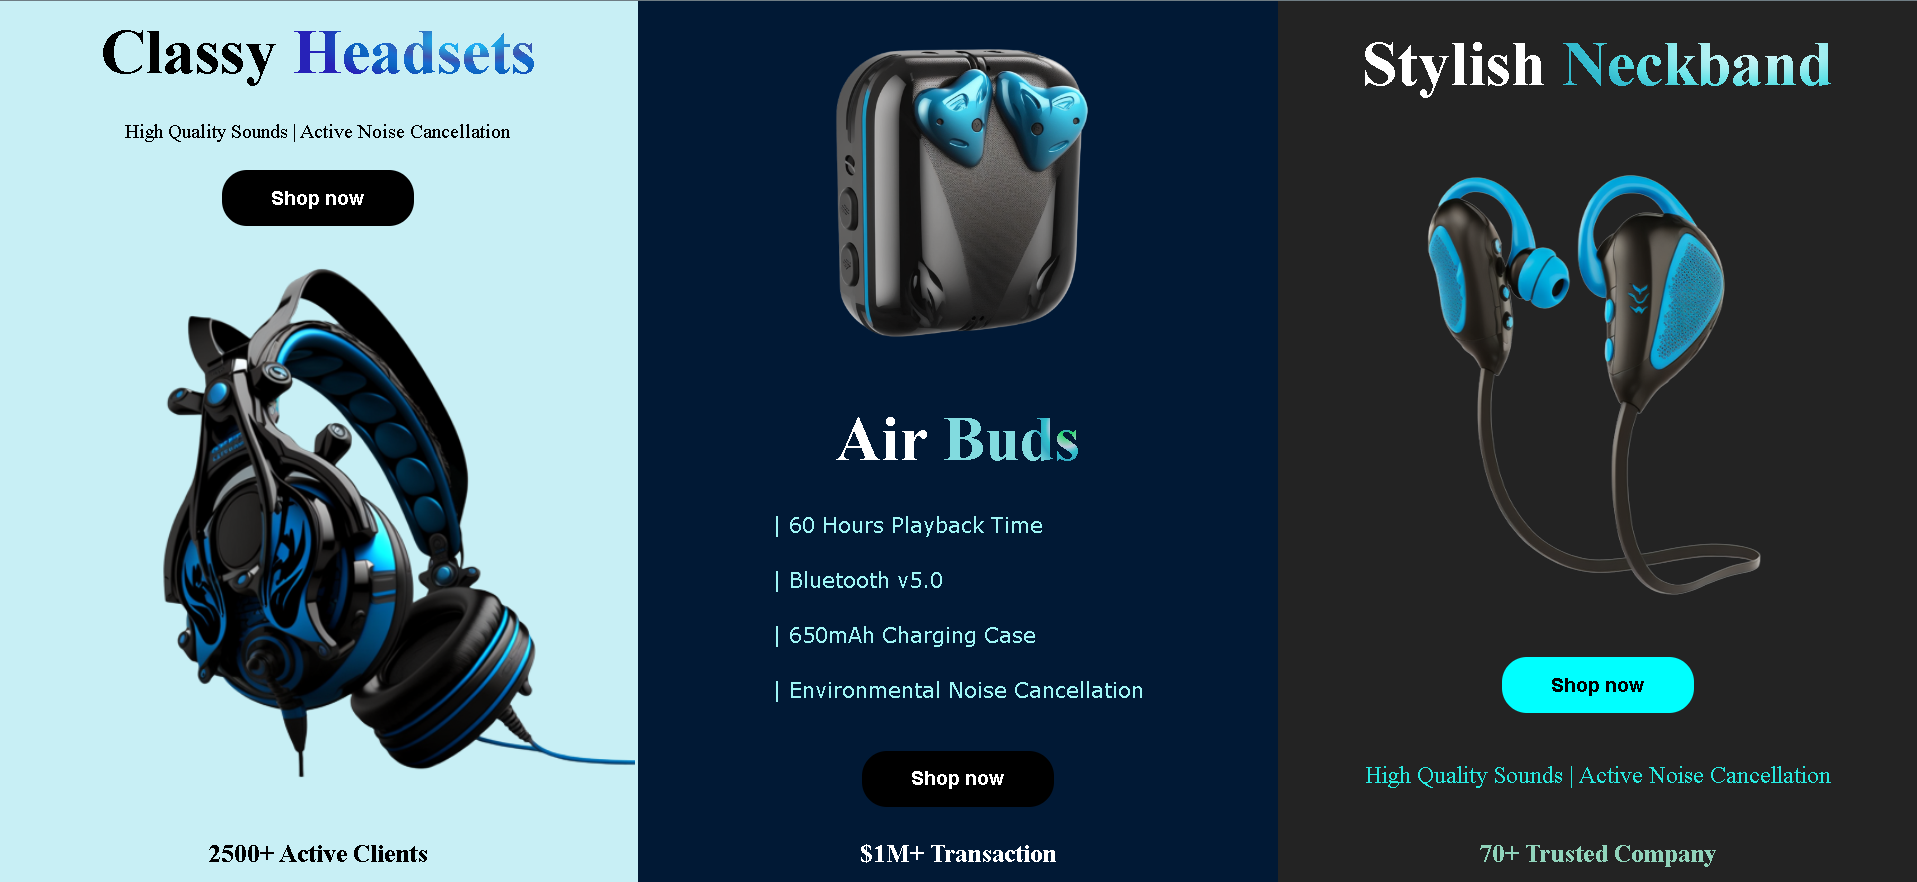 Classy Headsets
High Quality Sounds | Active Noise Cancellation
Shop now
2500+ Active Clients
Air Buds
| 60 Hours Playback Time
| Bluetooth v5.0
| 650mAh Charging Case
| Environmental Noise Cancellation
Shop now
$1M+ Transaction
Stylish Neckband
Shop now
High Quality Sounds | Active Noise Cancellation
70+ Trusted Company